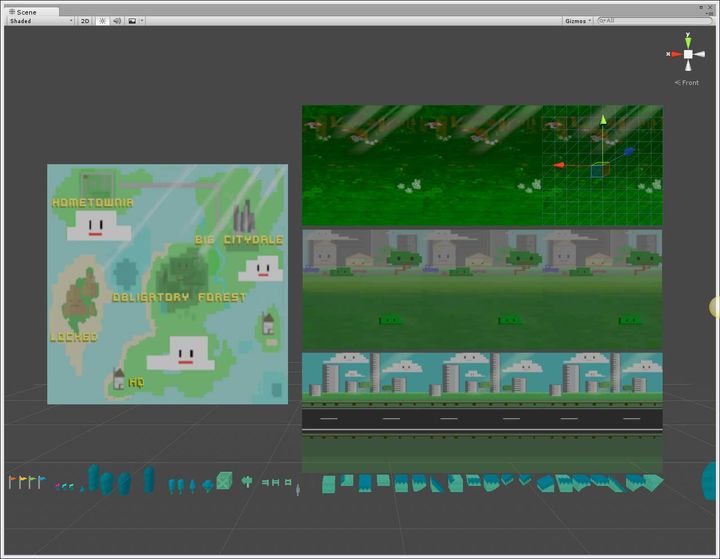 Scene
Shaded
2D
Gizmos
All
y
x
Front
HOMETOWNIA
BIG CITYDALE
OBLIGATORY FOREST
LOCKED
HQ